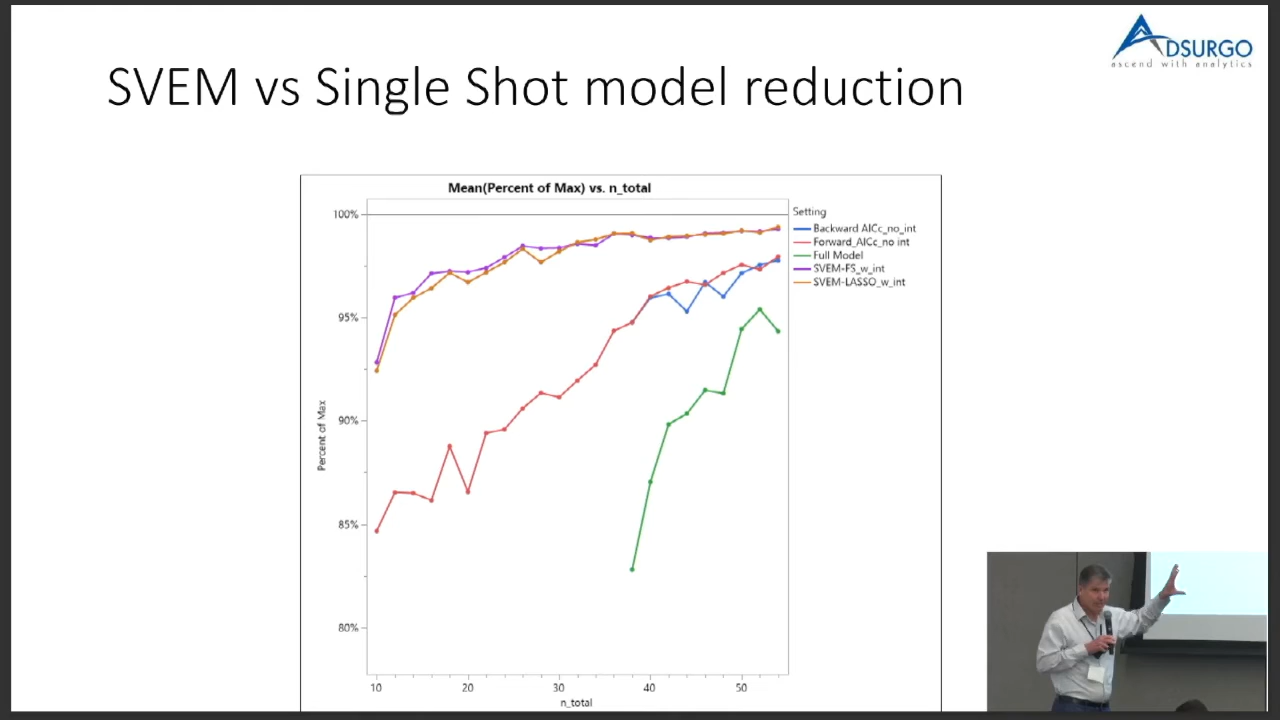 ADSURGO
ascend with analytics
SVEM vs Single Shot model reduction
Mean(Percent of Max) vs. n_total
Setting
Backward AICc_no_int
Forward_AICc_no int
Full Model
SVEM-FS_w_int
SVEM-LASSO_w_int
Percent of Max
100%
95%
90%
85%
80%
10 20 30 40 50
n_total